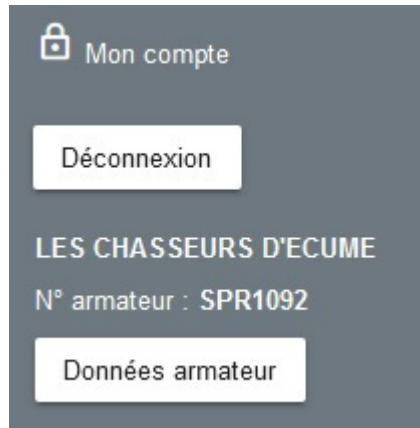 Mon compte
Déconnexion
LES CHASSEURS D'ECUME
N° armateur : SPR1092
Données armateur